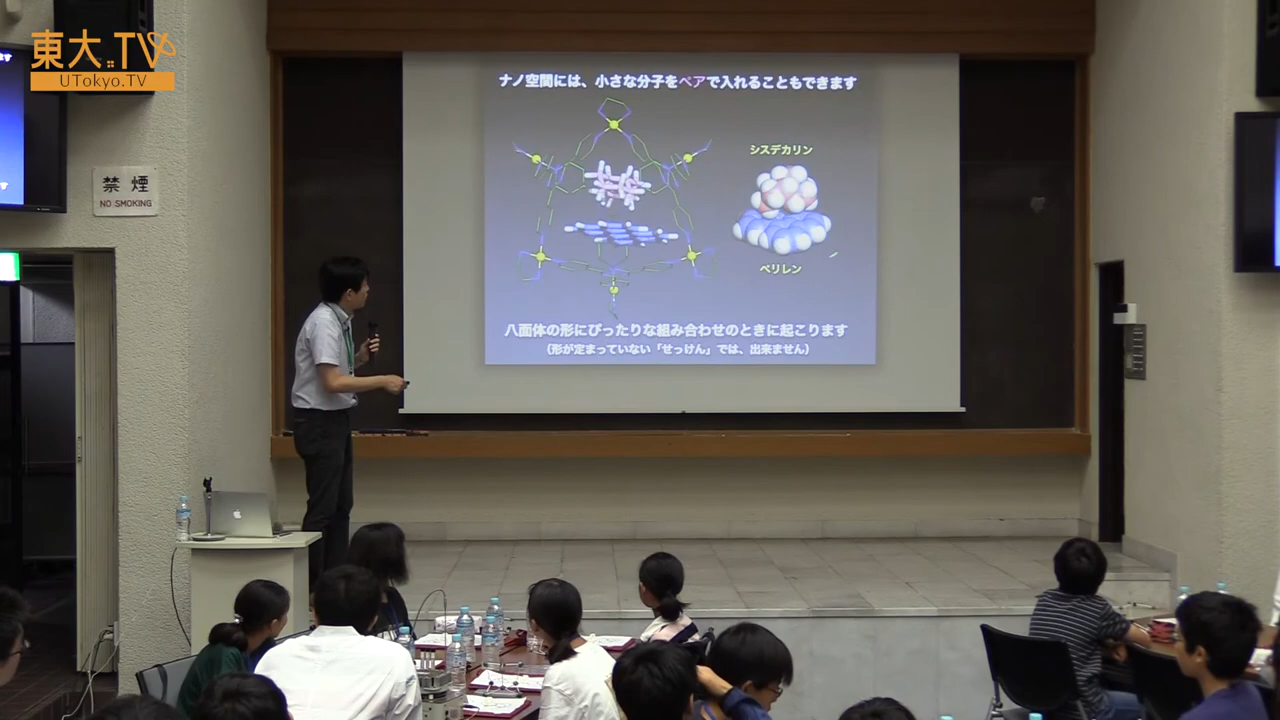 東大.TV
UTokyo.TV
禁煙
NO SMOKING
ナノ空間には、小さな分子をペアで入れることもできます
シスデカリン
ペリレン
八面体の形にぴったりな組み合わせのときに起こります
(形が定まっていない「せっけん」では、出来ません)